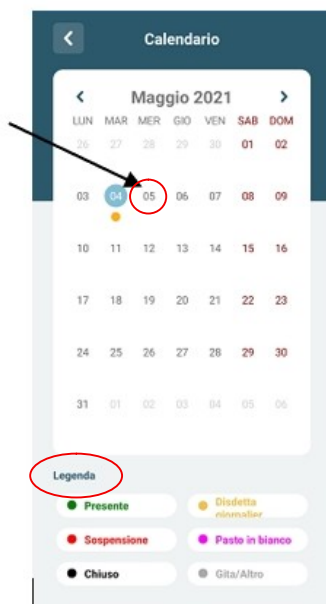 Calendario
Maggio 2021
LUN MAR MER GIO VEN SAB DOM
26 27 28 29 30 01 02
03 04 05 06 07 08 09
10 11 12 13 14 15 16
17 18 19 20 21 22 23
24 25 26 27 28 29 30
31 01 02 03 04 05 06
Legenda
Presente
Disdetta
giornalier
Sospensione
Pasto in bianco
Chiuso
Gita/Altro